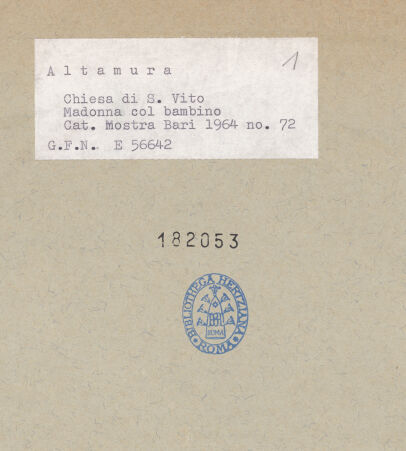 Altamura
1
Chiesa di S. Vito
Madonna col bambino
Cat. Mostra Bari 1964 no. 72
G.F.N. E 56642
182053
BIBLIOTHECA HERTZIANA
ROMA
ROMA